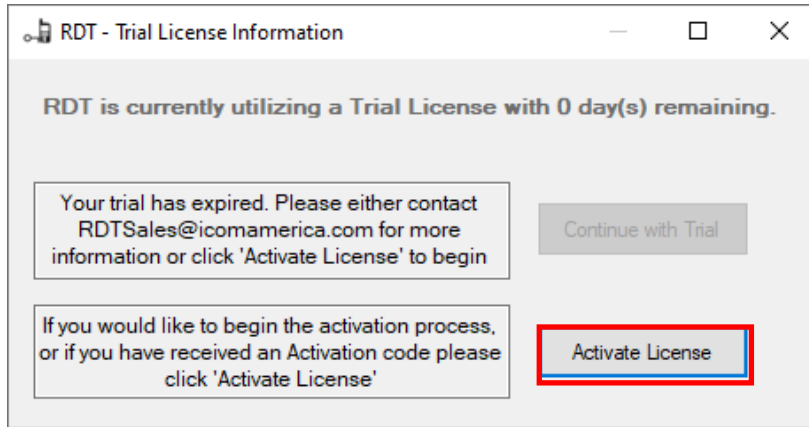 RDT - Trial License Information
RDT is currently utilizing a Trial License with 0 day(s) remaining.
Your trial has expired. Please either contact
RDTSales@icomamerica.com for more
information or click 'Activate License' to begin
Continue with Trial
If you would like to begin the activation process,
or if you have received an Activation code please
click 'Activate License'
Activate License